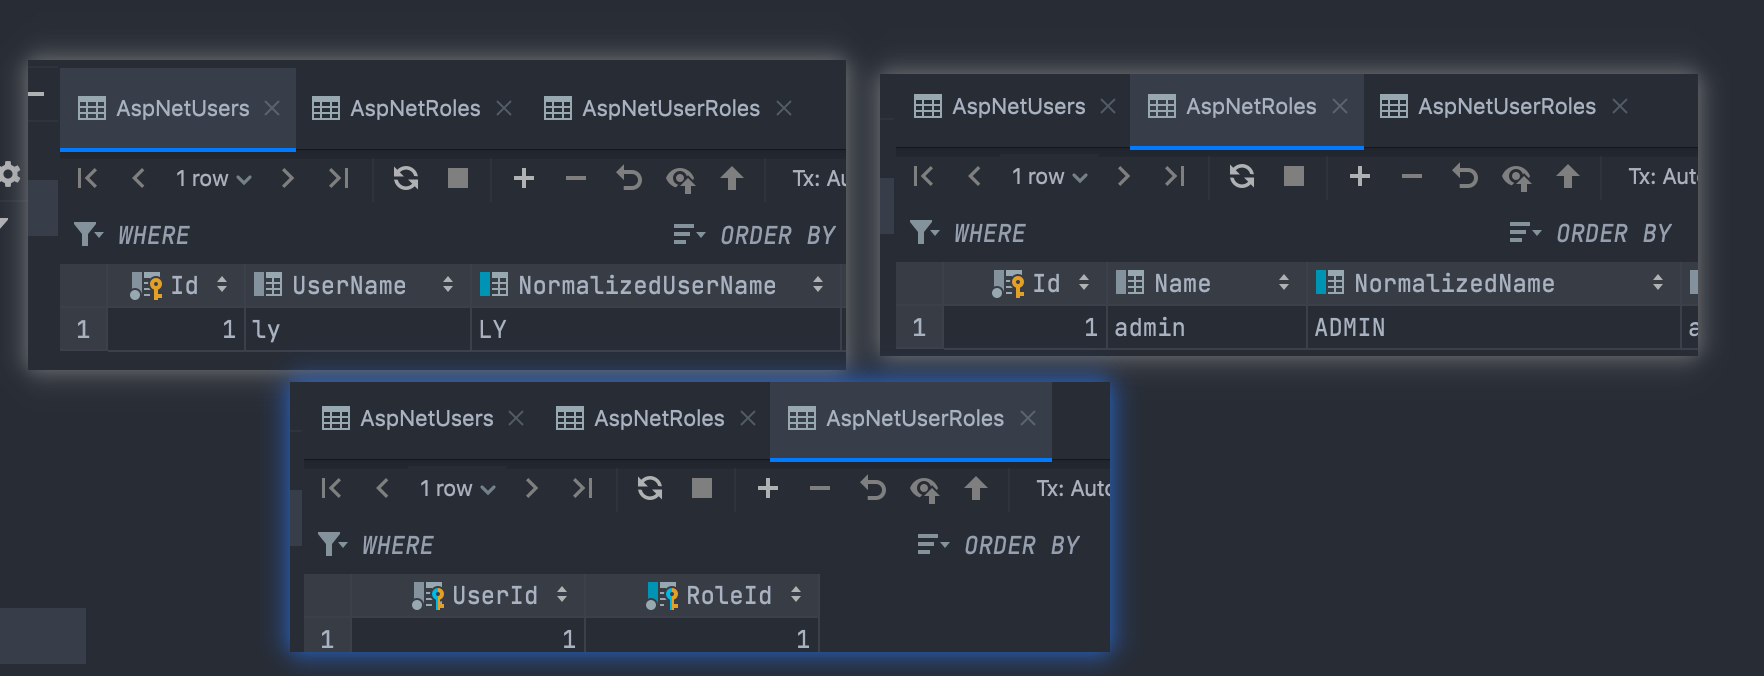 AspNetUsers AspNetRoles AspNetUserRoles
1 row Tx: Au
WHERE ORDER BY
Id UserName NormalizedUserName
1 1 ly LY
AspNetUsers AspNetRoles AspNetUserRoles
1 row Tx: Aut
WHERE ORDER BY
Id Name NormalizedName
1 1 admin ADMIN a
AspNetUsers AspNetRoles AspNetUserRoles
1 row Tx: Auto
WHERE ORDER BY
UserId RoleId
1 1 1